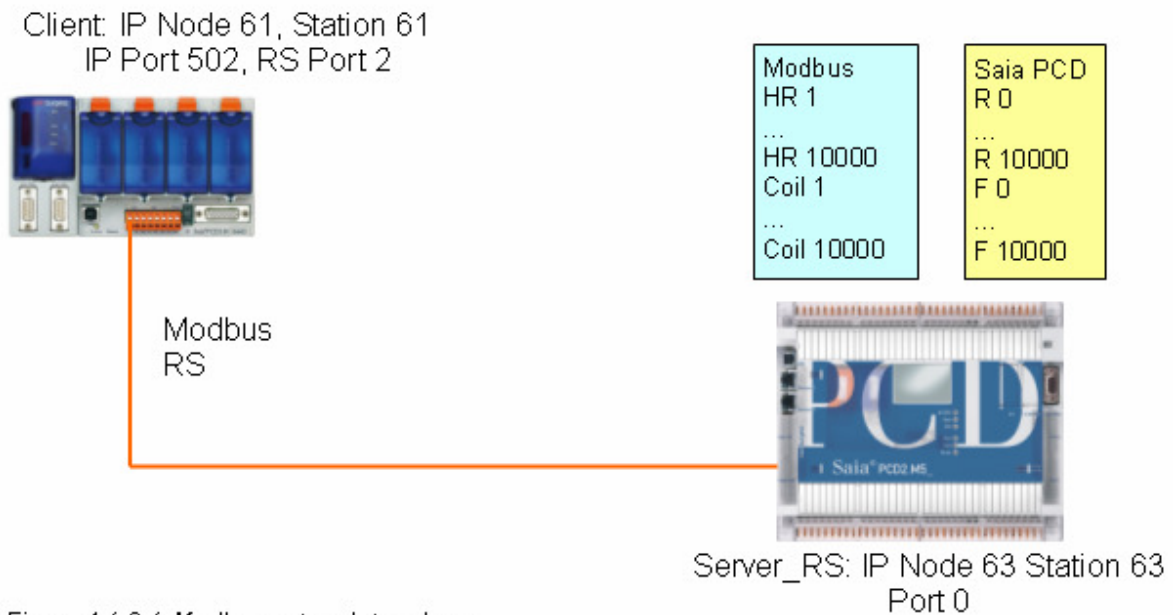 Client: IP Node 61, Station 61
IP Port 502, RS Port 2
Modbus
HR 1
...
HR 10000
Coil 1
...
Coil 10000
Saia PCD
R 0
...
R 10000
F 0
...
F 10000
Modbus
RS
PCD
Saia® PCD2.M5_
Server_RS: IP Node 63 Station 63
Port 0